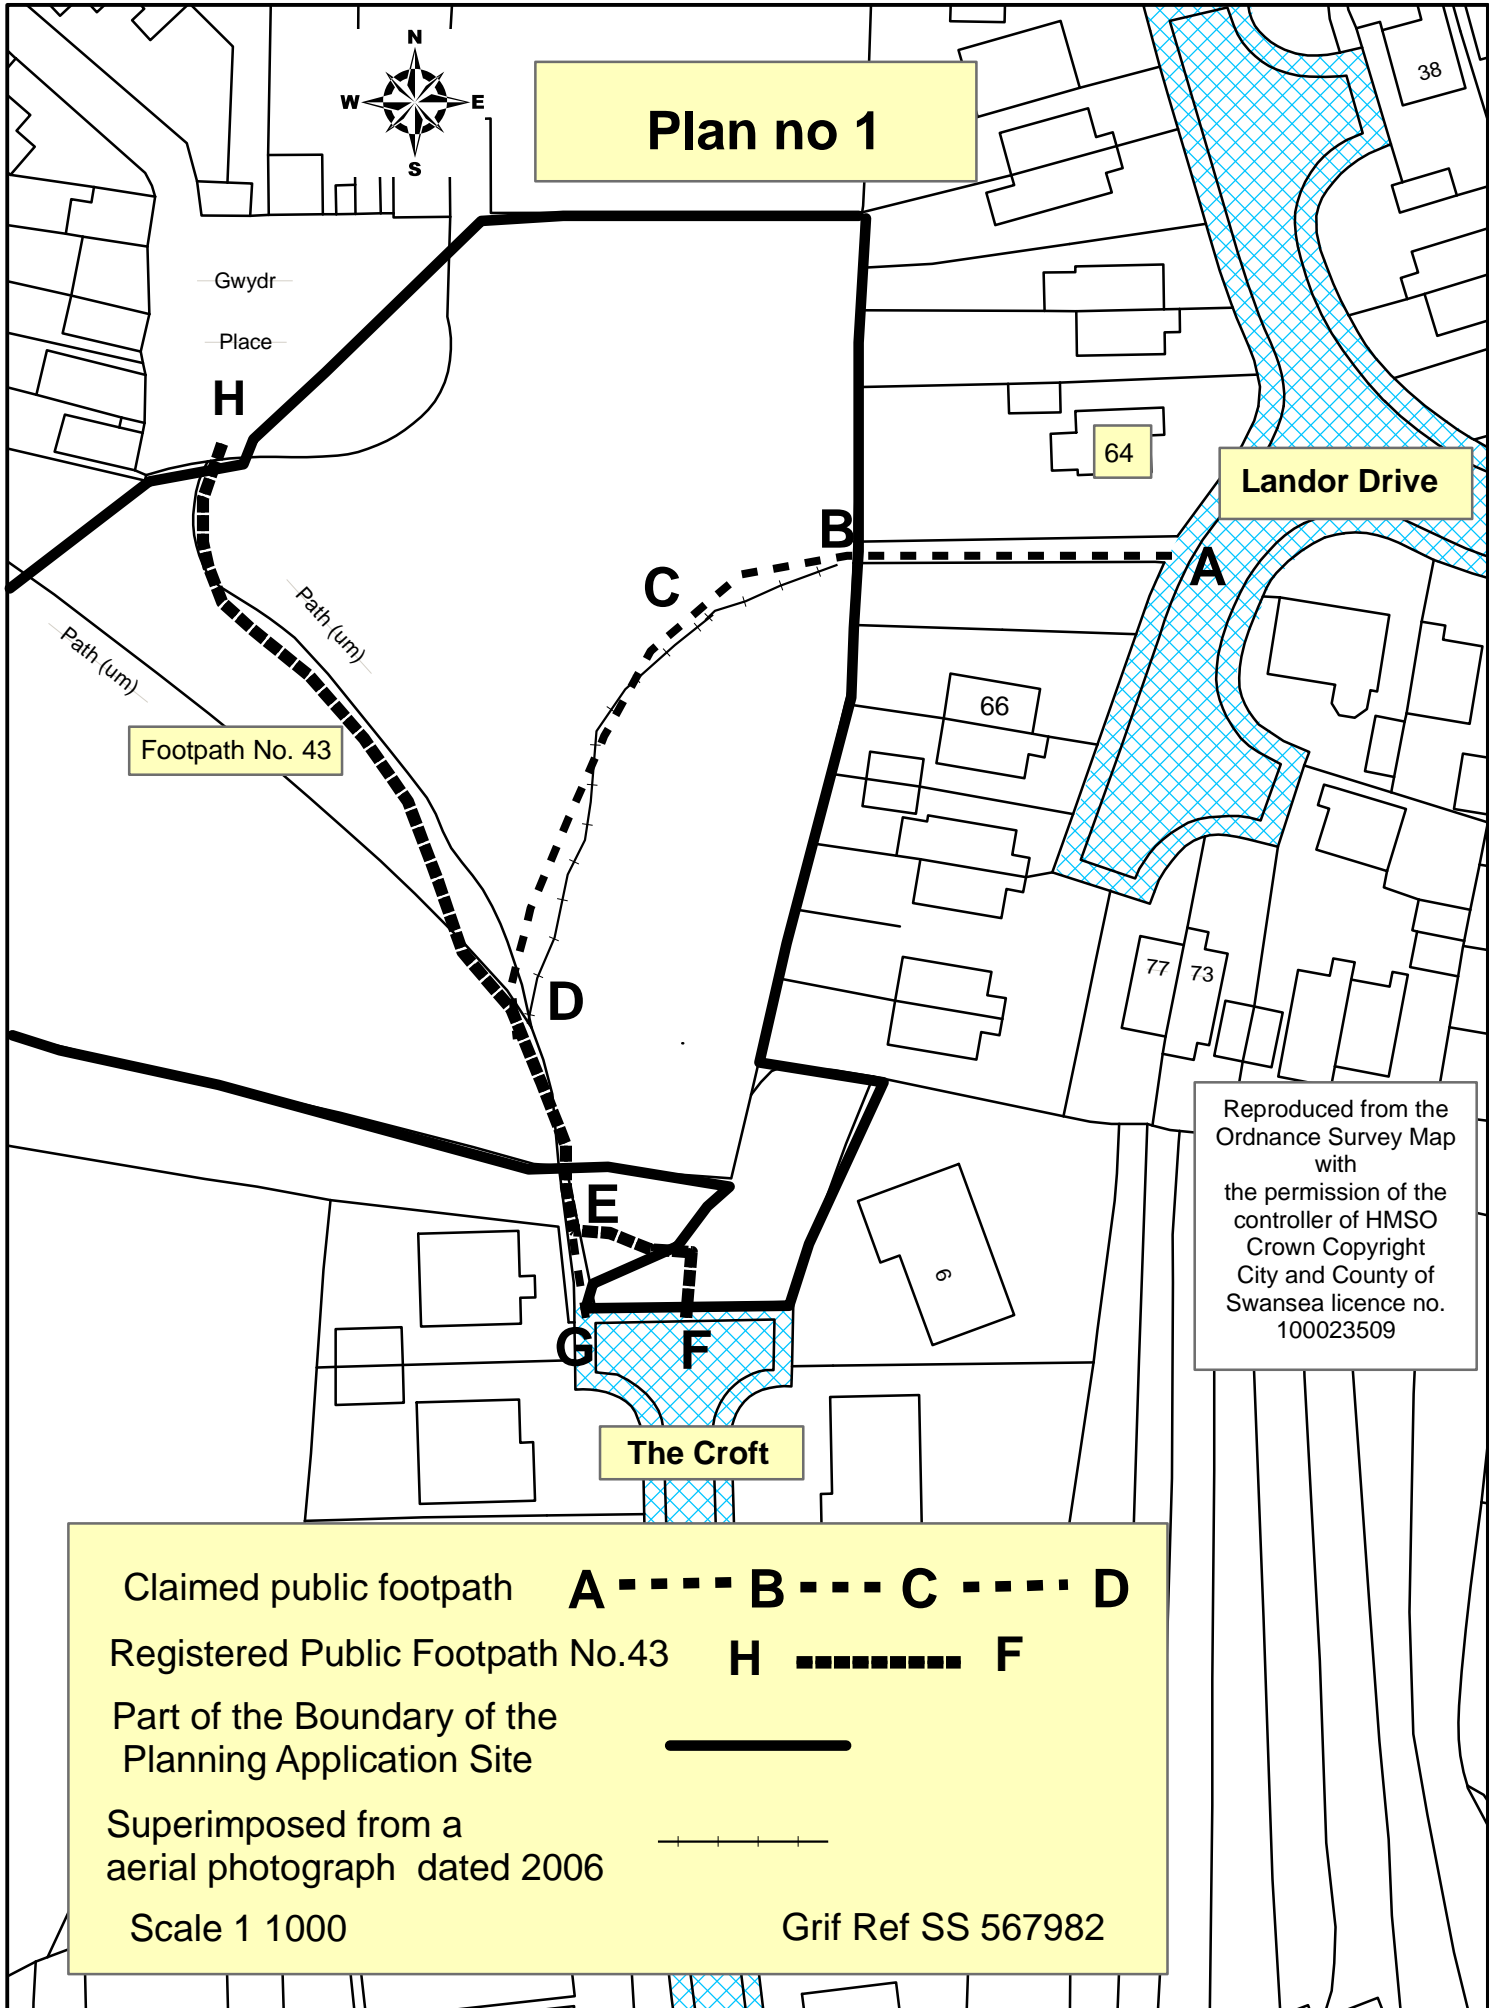 N
W E
S
Plan no 1
38
Gwydr
Place
H
64
Landor Drive
B
A
C
Path (um)
Path (um)
66
Footpath No. 43
77 73
D
Reproduced from the
Ordnance Survey Map
with
the permission of the
controller of HMSO
Crown Copyright
City and County of
Swansea licence no.
100023509
E
6
G F
The Croft
Claimed public footpath A B C D
Registered Public Footpath No.43 H F
Part of the Boundary of the
Planning Application Site
Superimposed from a
aerial photograph dated 2006
Scale 1 1000 Grif Ref SS 567982